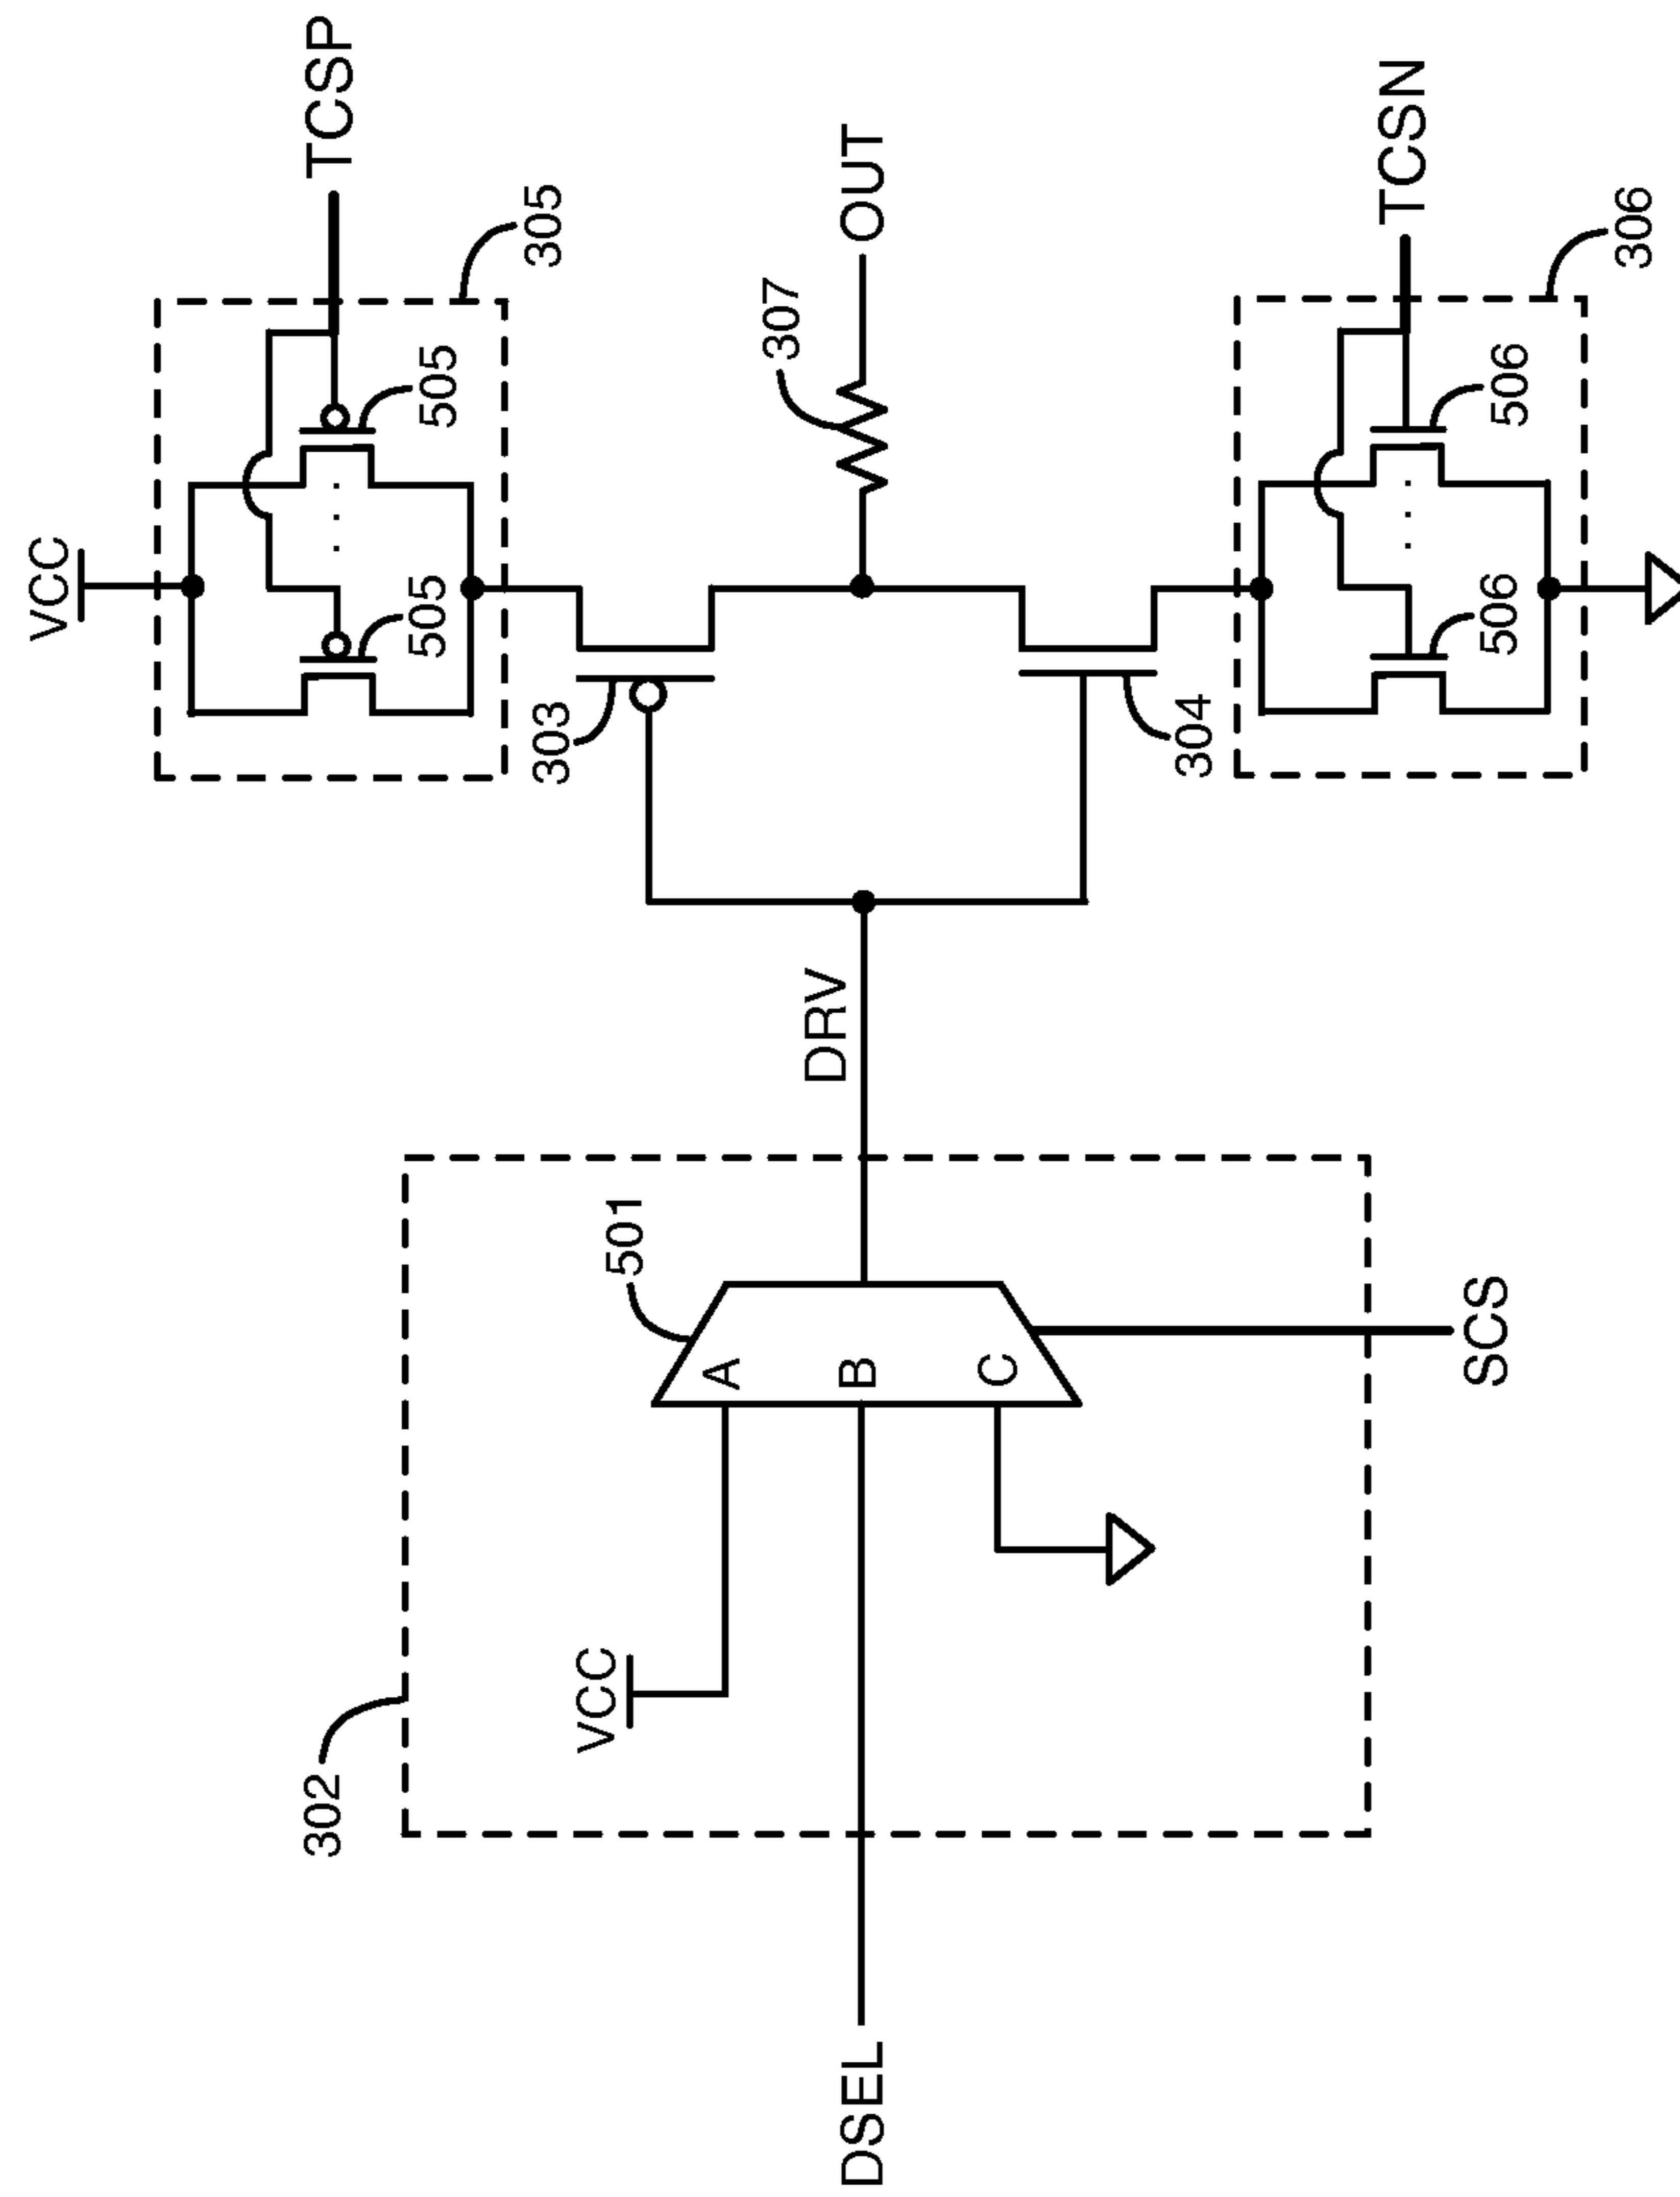 VCC
TCSP
305
505
505
303
307
OUT
DRV
304
506
506
TCSN
306
302
VCC
501
A
B
C
DSEL
SCS